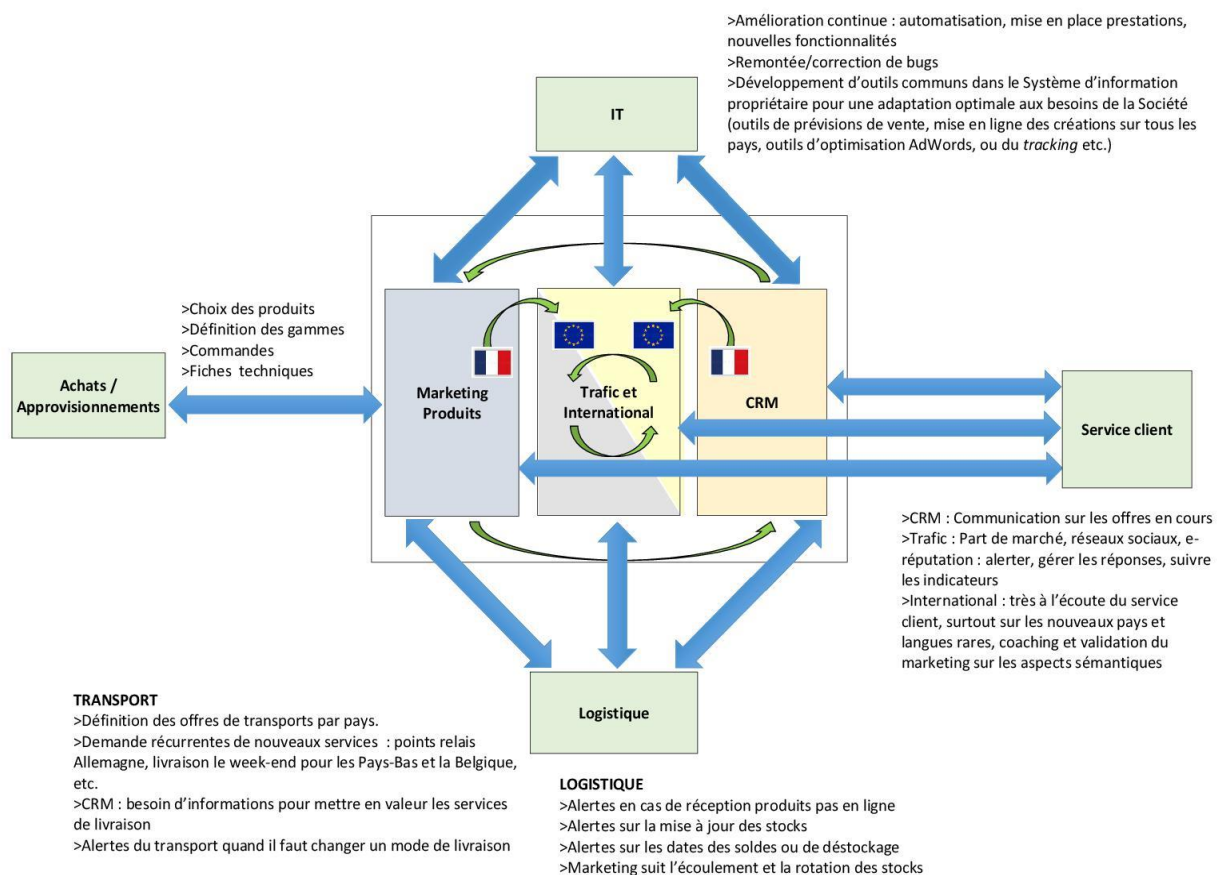 >Amélioration continue : automatisation, mise en place prestations,
nouvelles fonctionnalités
>Remontée/correction de bugs
>Développement d’outils communs dans le Système d’information
propriétaire pour une adaptation optimale aux besoins de la Société
(outils de prévisions de vente, mise en ligne des créations sur tous les
pays, outils d’optimisation AdWords, ou du tracking etc.)
IT
>Choix des produits
>Définition des gammes
>Commandes
>Fiches techniques
Achats /
Approvisionnements
Marketing
Produits
Trafic et
International
CRM
Service client
>CRM : Communication sur les offres en cours
>Trafic : Part de marché, réseaux sociaux, e-
réputation : alerter, gérer les réponses, suivre
les indicateurs
>International : très à l’écoute du service
client, surtout sur les nouveaux pays et
langues rares, coaching et validation du
marketing sur les aspects sémantiques
Logistique
TRANSPORT
>Définition des offres de transports par pays.
>Demande récurrentes de nouveaux services : points relais
Allemagne, livraison le week-end pour les Pays-Bas et la Belgique,
etc.
>CRM : besoin d’informations pour mettre en valeur les services
de livraison
>Alertes du transport quand il faut changer un mode de livraison
LOGISTIQUE
>Alertes en cas de réception produits pas en ligne
>Alertes sur la mise à jour des stocks
>Alertes sur les dates des soldes ou de déstockage
>Marketing suit l’écoulement et la rotation des stocks